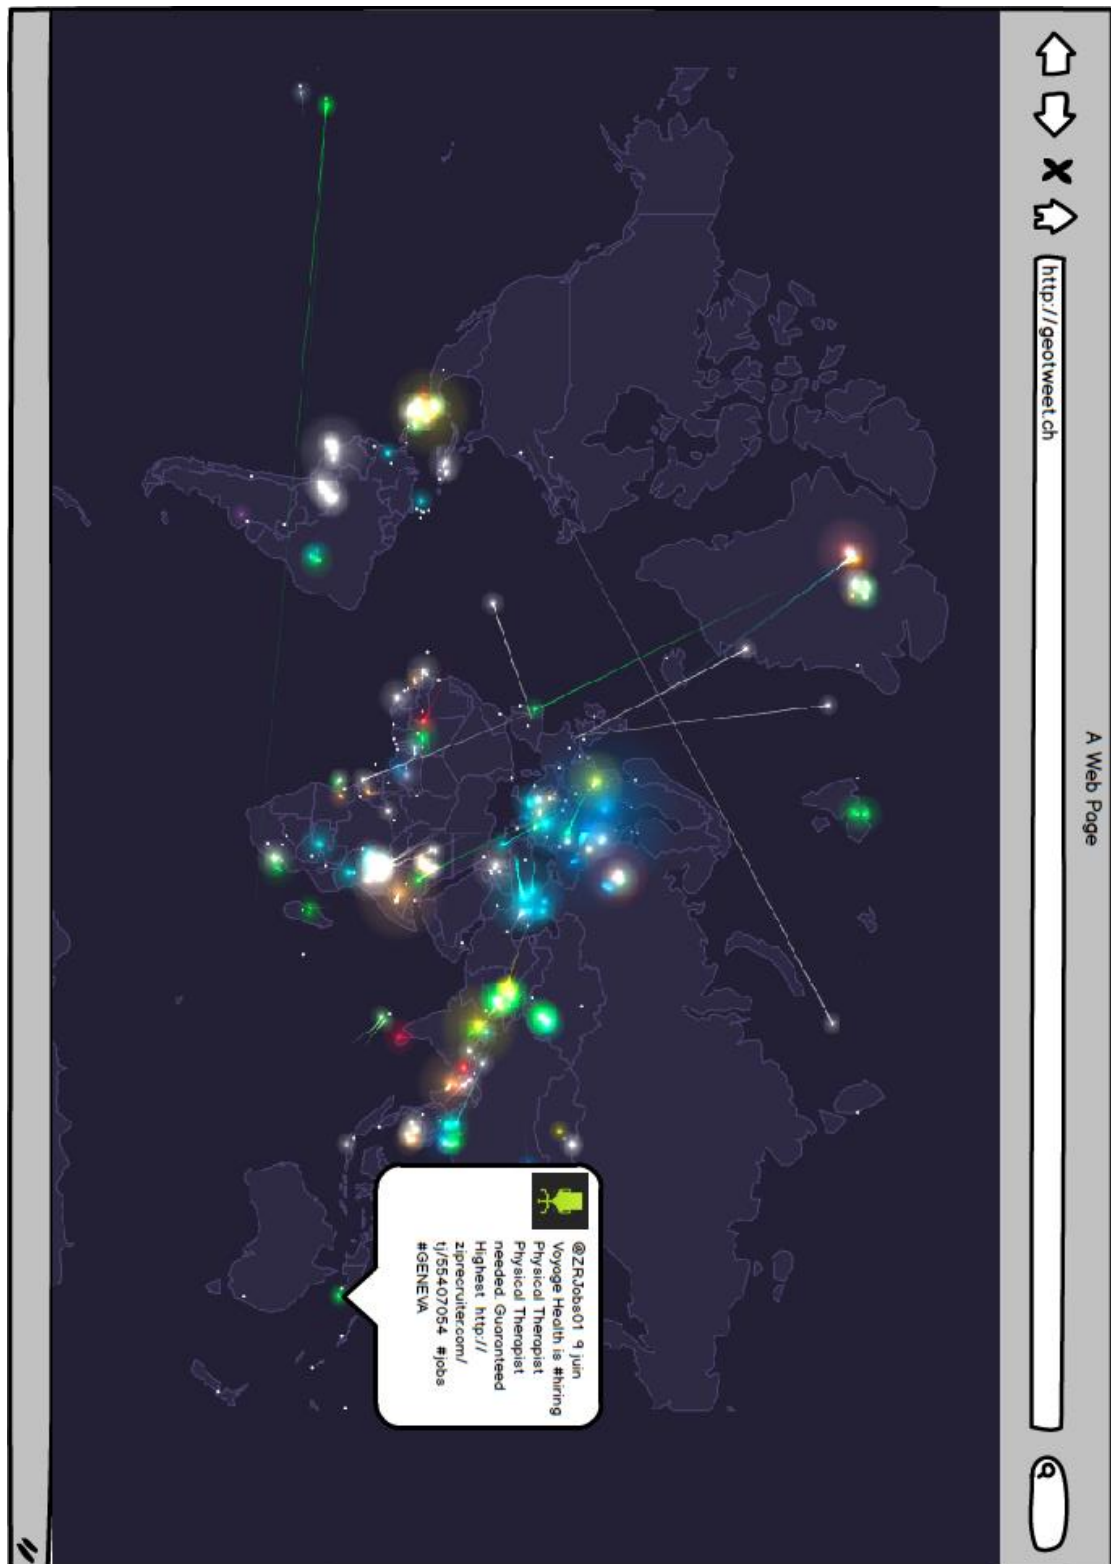 A Web Page
http://geotweet.ch
@ZRJobs01 9 juin
Voyage Health is #hiring
Physical Therapist
Physical Therapist
needed. Guaranteed
Highest http://
ziprecruiter.com/
tj/55407054 #jobs
#GENEVA